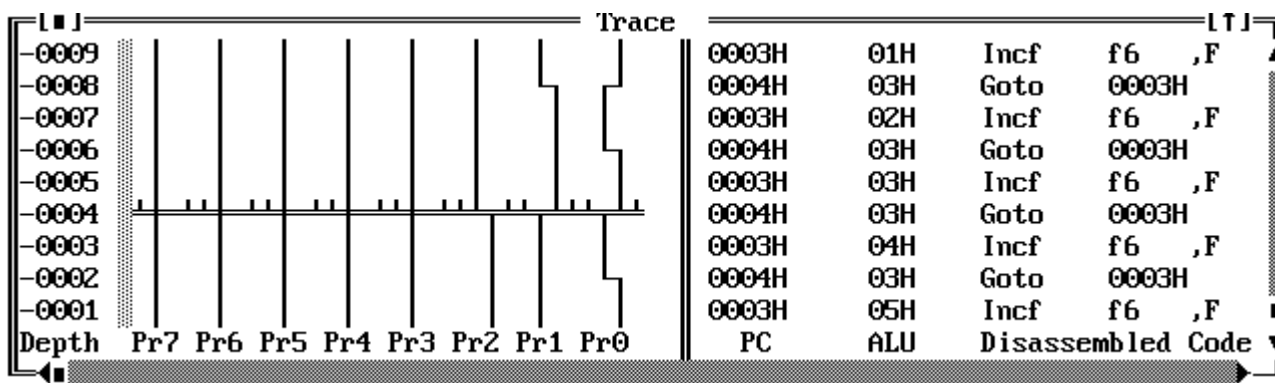 Trace
-0009 0003H 01H Incf f6 ,F
-0008 0004H 03H Goto 0003H
-0007 0003H 02H Incf f6 ,F
-0006 0004H 03H Goto 0003H
-0005 0003H 03H Incf f6 ,F
-0004 0004H 03H Goto 0003H
-0003 0003H 04H Incf f6 ,F
-0002 0004H 03H Goto 0003H
-0001 0003H 05H Incf f6 ,F
Depth Pr7 Pr6 Pr5 Pr4 Pr3 Pr2 Pr1 Pr0 PC ALU Disassembled Code